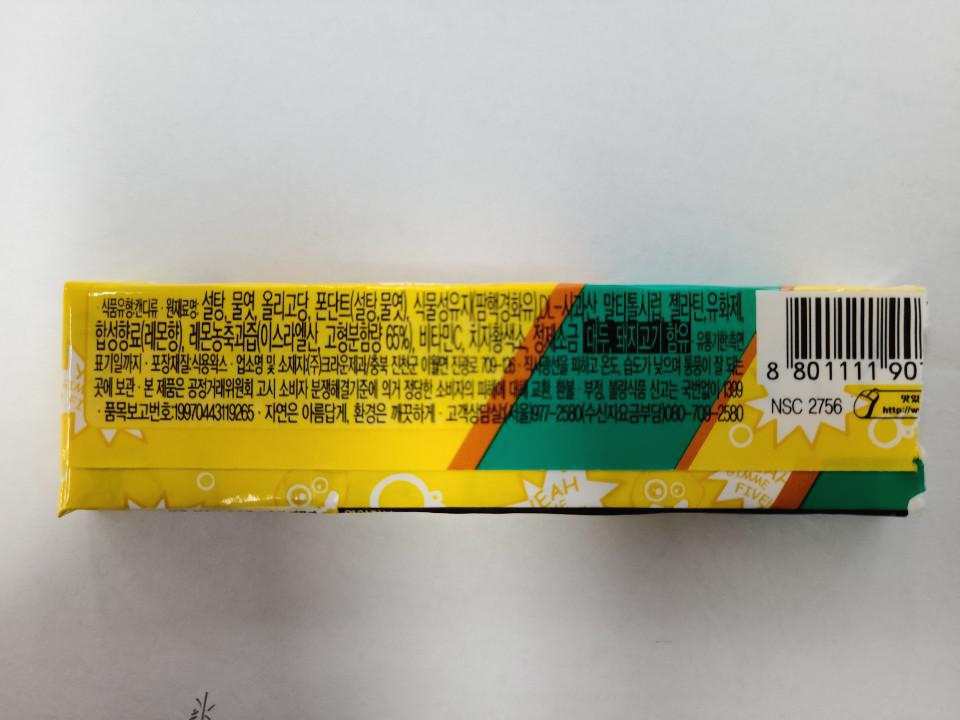 ·식품유형:캔디류 · 원재료명: 설탕, 물엿, 올리고당, 폰단트(설탕,물엿), 식물성유지(팜핵경화유),DL-사과산, 말티톨시럽, 젤라틴,유화제,
합성향료(레몬향), 레몬농축과즙(이스라엘산, 고형분함량 65%), 비타민C, 치자황색소, 정제소금 대두, 돼지고기 함유 · 유통기한:측면
표기일까지 · 포장재질:식용왁스 · 업소명 및 소재지:(주)크라운제과/충북 진천군 이월면 진광로 709-126 · 직사광선을 피하고 온도, 습도가 낮으며 통풍이 잘 되는
곳에 보관 · 본 제품은 공정거래위원회 고시 소비자 분쟁해결기준에 의거 정당한 소비자의 피해에 대해 교환, 환불 · 부정, 불량식품 신고는 국번없이 1399
· 품목보고번호:19970443119265 · 자연은 아름답게, 환경은 깨끗하게 · 고객상담실(서울)977-2580(수신자요금부담)080-709-2580
8 801111 90
NSC 2756
맛있
http://w
YEAH
GIMME
FIVE!